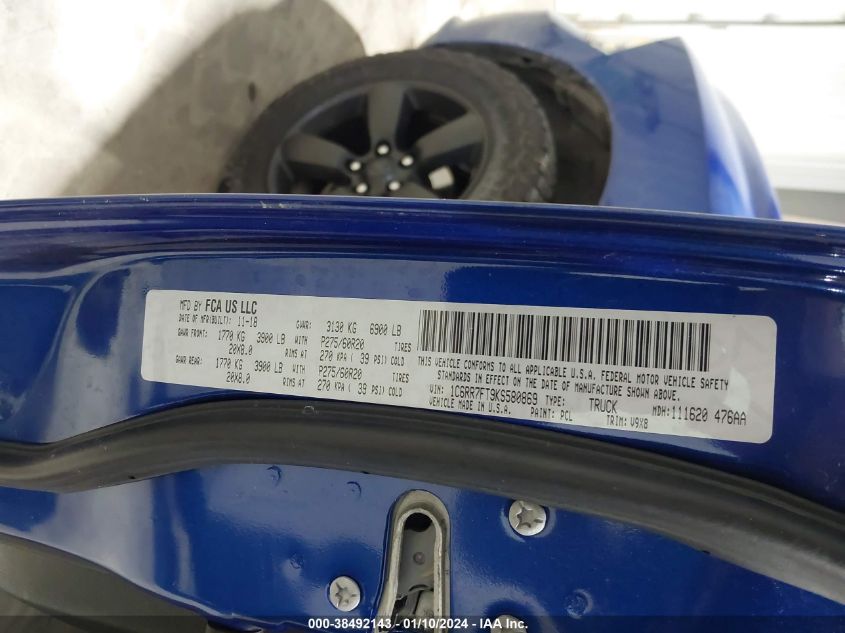 MFD BY FCA US LLC
DATE OF MFR(BUILT): 11-18 GVWR: 3130 KG 6900 LB
GAWR FRONT: 1770 KG 3900 LB WITH P275/60R20 TIRES
20X8.0 RIMS AT 270 KPA ( 39 PSI) COLD
GAWR REAR: 1770 KG 3900 LB WITH P275/60R20 TIRES
20X8.0 RIMS AT 270 KPA ( 39 PSI) COLD
THIS VEHICLE CONFORMS TO ALL APPLICABLE U.S.A. FEDERAL MOTOR VEHICLE SAFETY
STANDARDS IN EFFECT ON THE DATE OF MANUFACTURE SHOWN ABOVE.
VIN: 1C6RR7FT9KS580869 TYPE: TRUCK MDH: 111620 476AA
VEHICLE MADE IN U.S.A. PAINT: PCL TRIM: V9X8
000-38492143 - 01/10/2024 - IAA Inc.